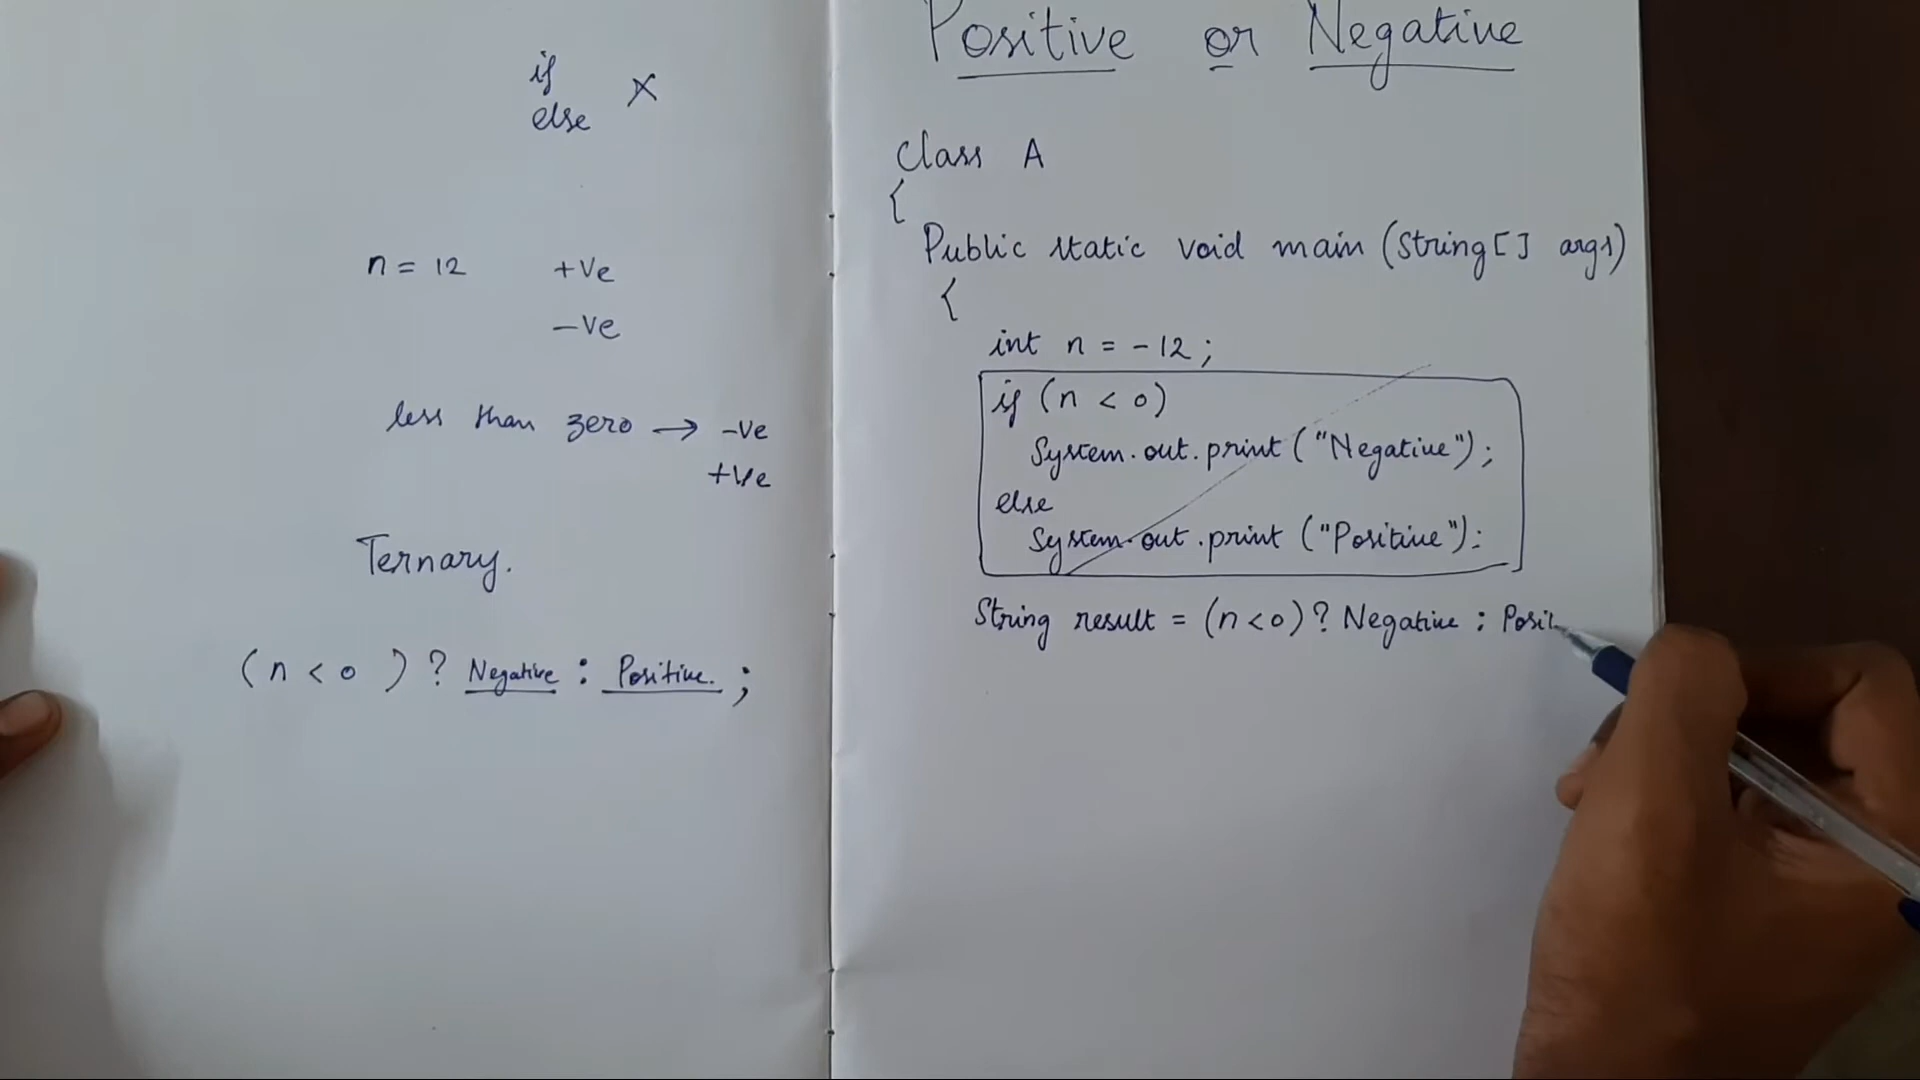 if
else X
n = 12 +ve
-ve
less than zero → -ve
+ve
Ternary.
(n < 0 ) ? Negative : Positive. ;
Positive or Negative
Class A
{
Public static void main (String[] args)
{
int n = -12 ;
if (n < 0)
System.out.print ("Negative");
else
System.out.print ("Positive");
String result = (n<0)? Negative : Posit